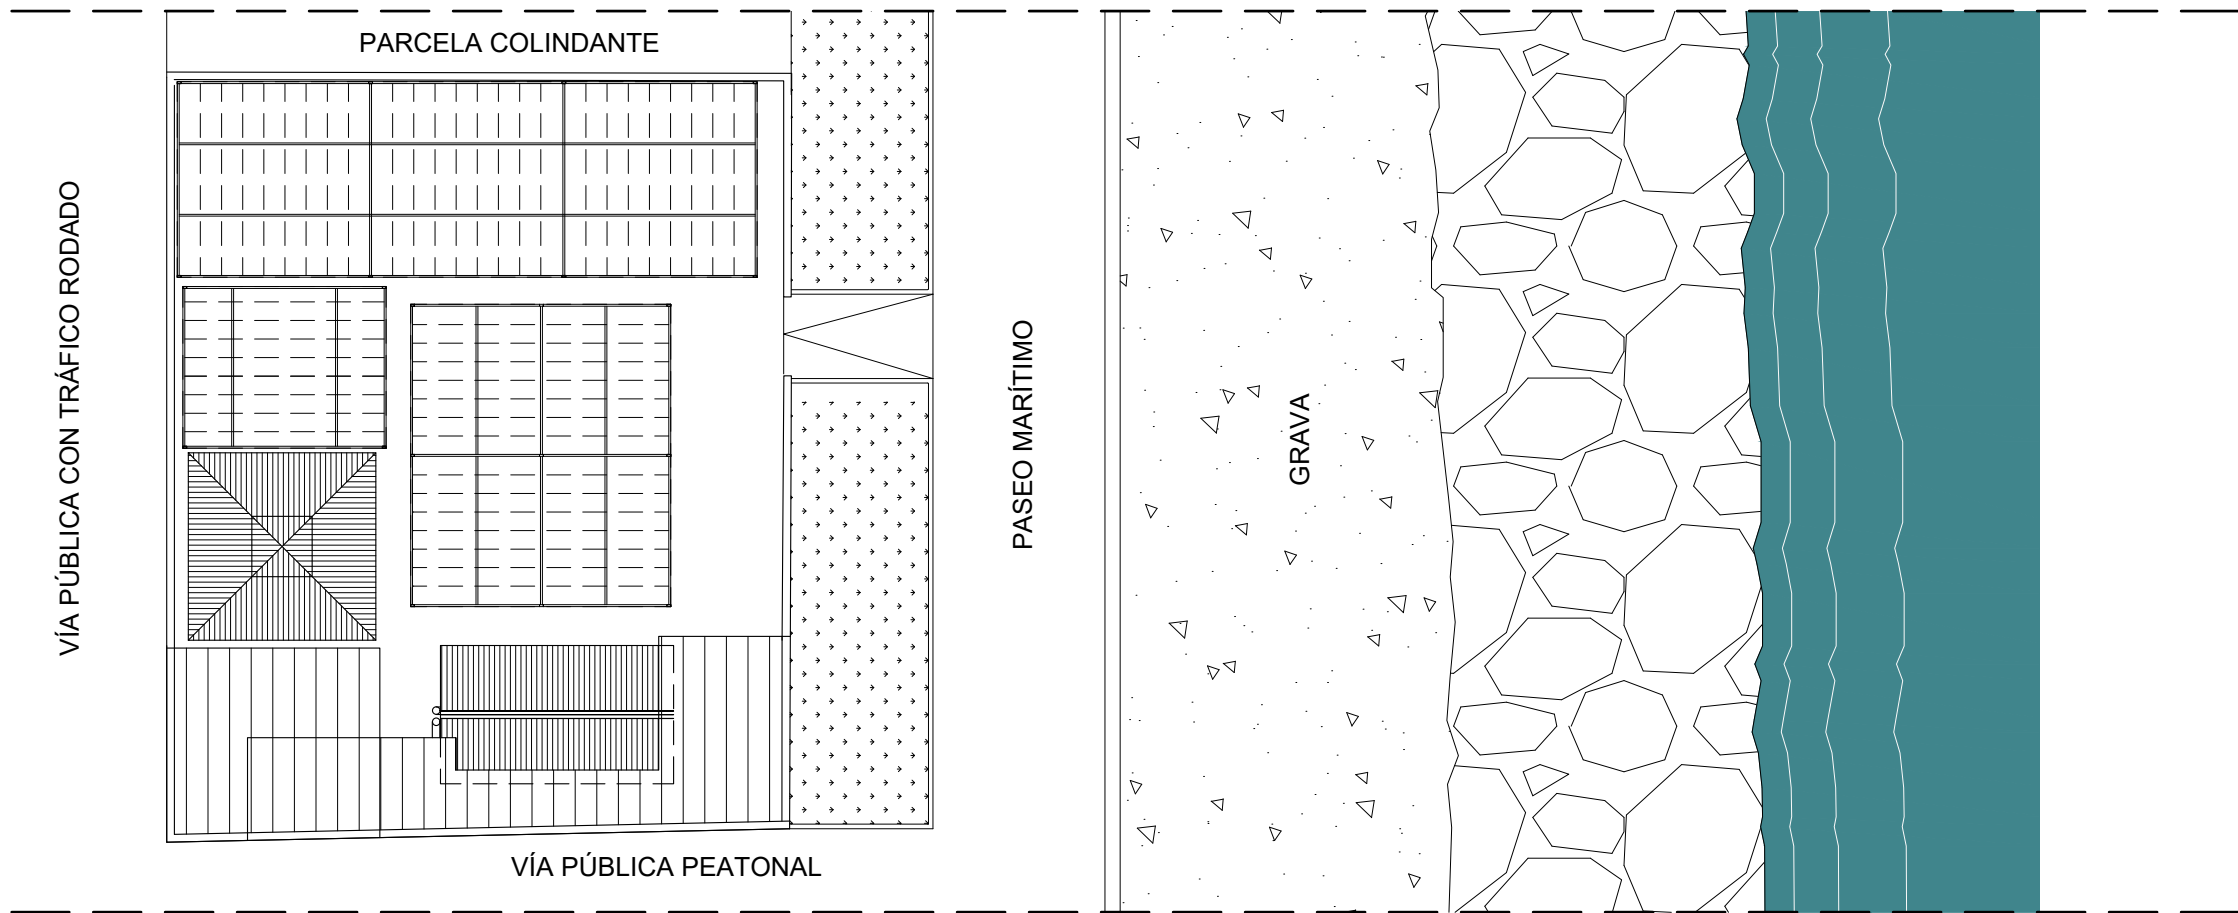 PARCELA COLINDANTE
VÍA PÚBLICA CON TRÁFICO RODADO
PASEO MARÍTIMO
GRAVA
VÍA PÚBLICA PEATONAL